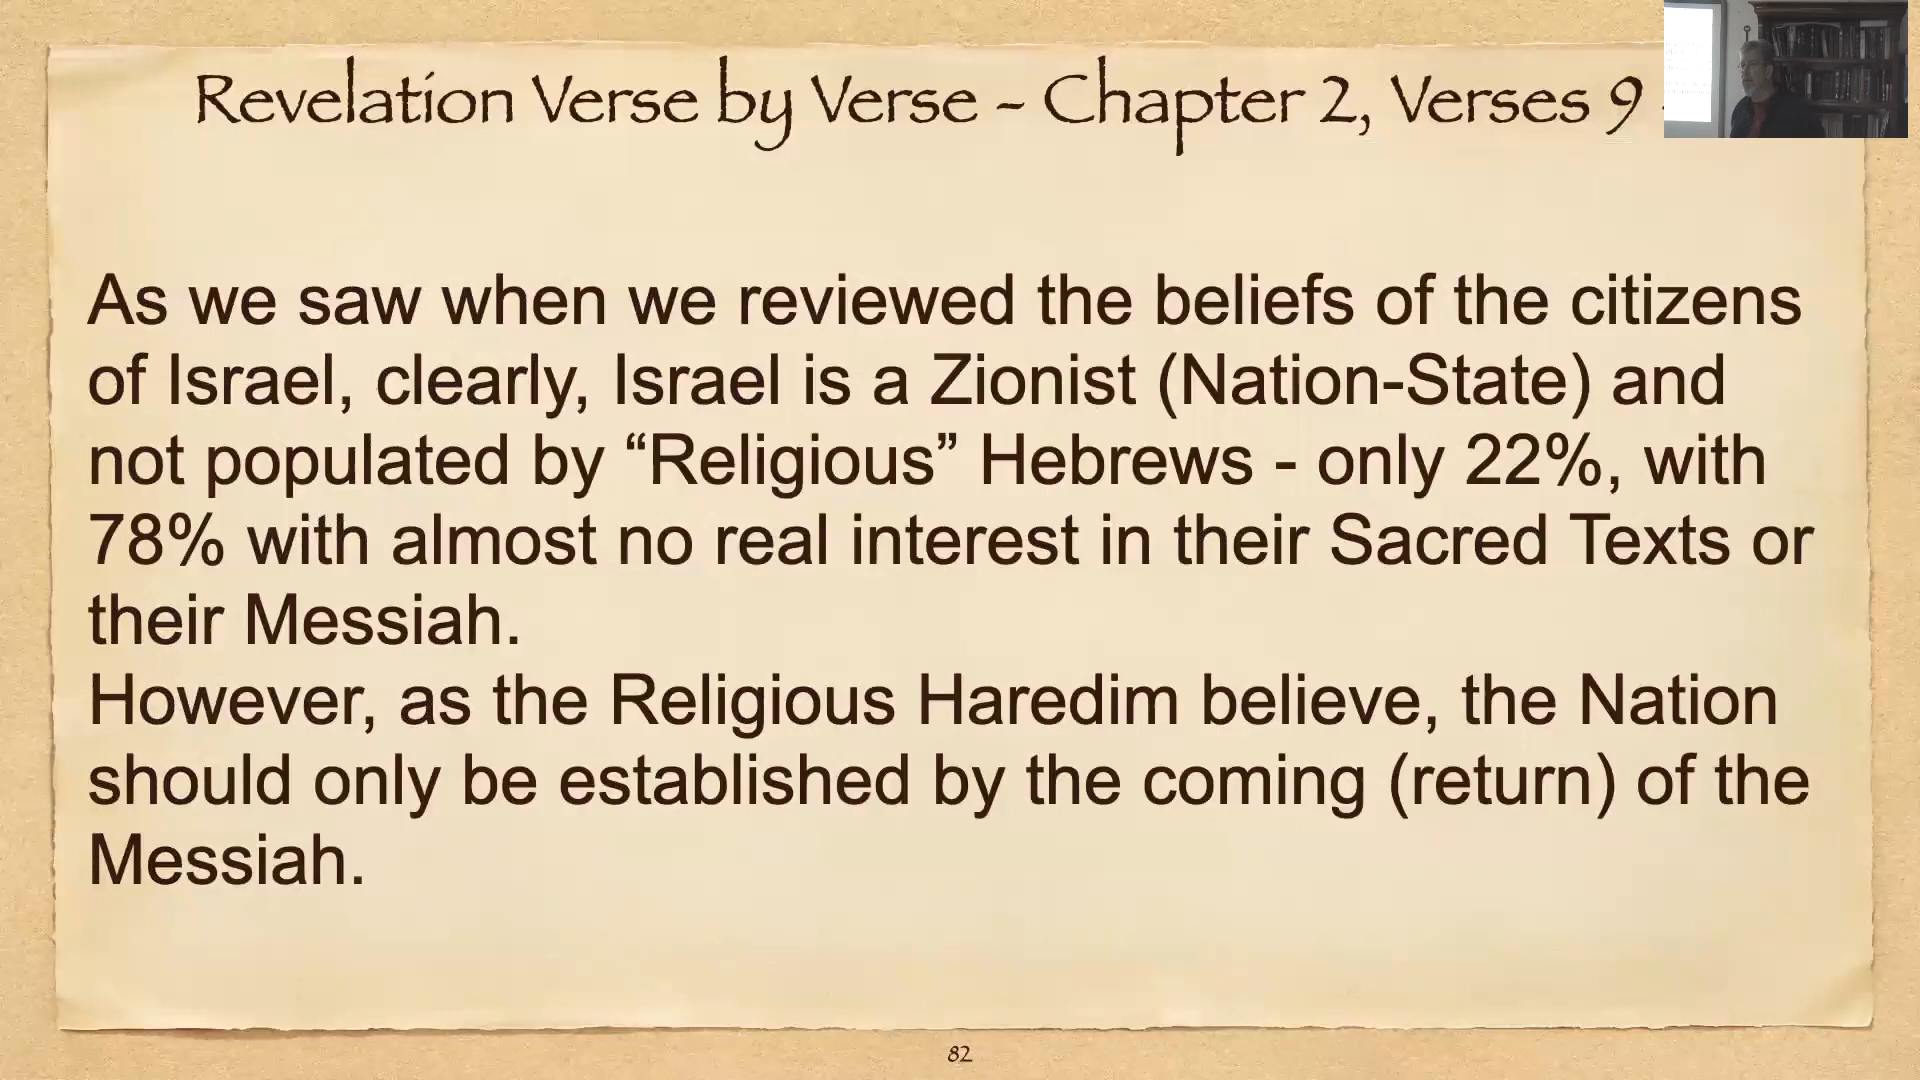 Revelation Verse by Verse - Chapter 2, Verses 9
As we saw when we reviewed the beliefs of the citizens
of Israel, clearly, Israel is a Zionist (Nation-State) and
not populated by “Religious” Hebrews - only 22%, with
78% with almost no real interest in their Sacred Texts or
their Messiah.
However, as the Religious Haredim believe, the Nation
should only be established by the coming (return) of the
Messiah.
82